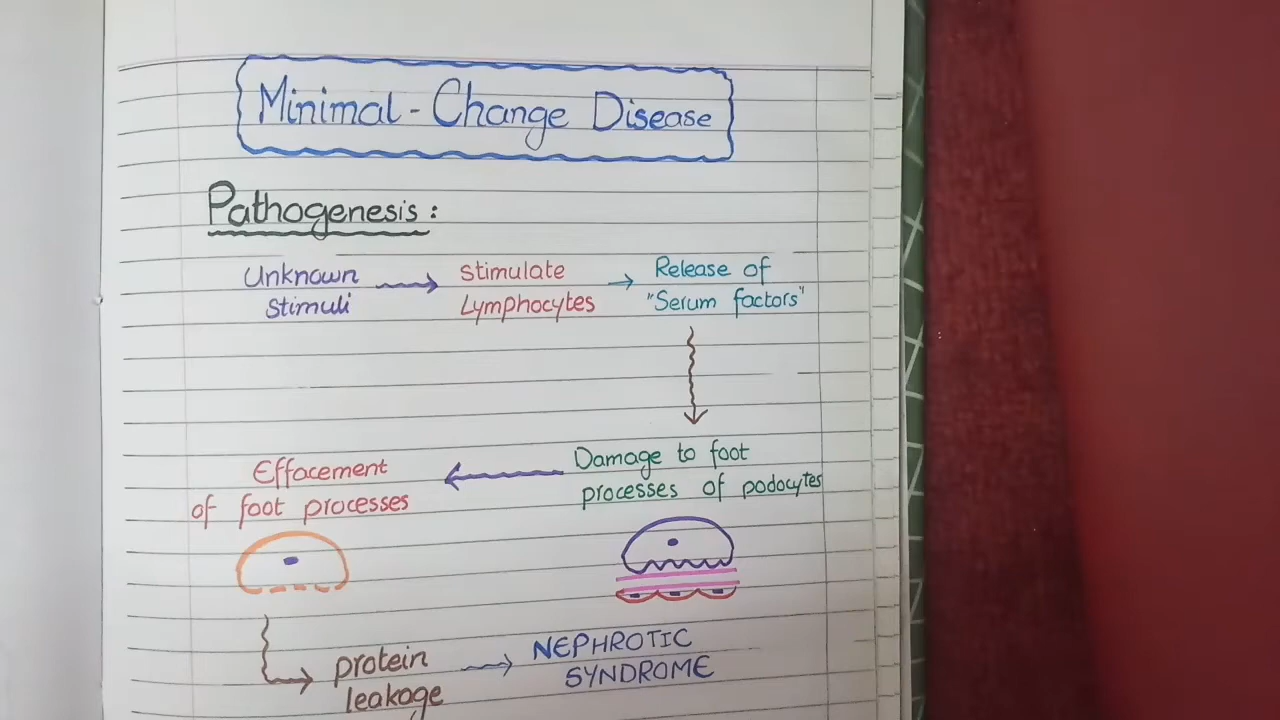 Minimal-Change Disease
Pathogenesis:
Unknown
Stimuli
Stimulate
Lymphocytes
Release of
"Serum factors"
Damage to foot
processes of podocytes
Effacement
of foot processes
protein
leakage
NEPHROTIC
SYNDROME